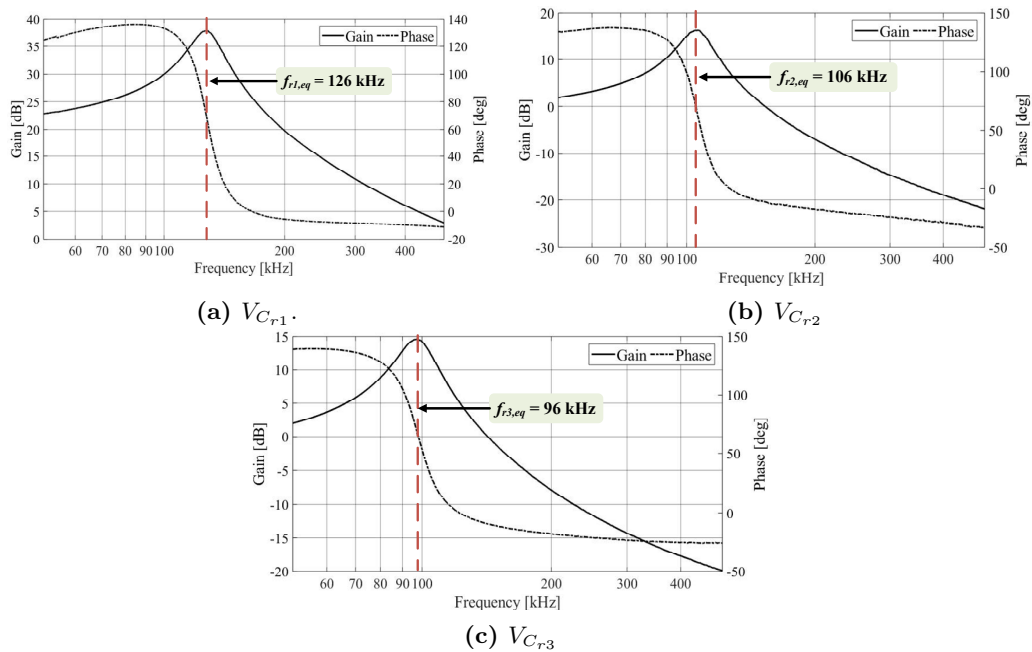 40
35
30
25
20
15
10
5
0
Gain [dB]
140
120
100
80
60
140
20
0
-20
Phase [deg]
Gain Phase
f_{r1,eq} = 126 kHz
60 70 80 90 100 200 300 400
Frequency [kHz]
(a) V_{C_{r1}}.
20
10
0
-10
-20
-30
Gain [dB]
150
100
50
0
-50
Phase [deg]
Gain Phase
f_{r2,eq} = 106 kHz
60 70 80 90 100 200 300 400
Frequency [kHz]
(b) V_{C_{r2}}
15
10
5
0
-5
-10
-15
-20
Gain [dB]
150
100
50
0
-50
Phase [deg]
Gain Phase
f_{r3,eq} = 96 kHz
60 70 80 90 100 200 300 400
Frequency [kHz]
(c) V_{C_{r3}}